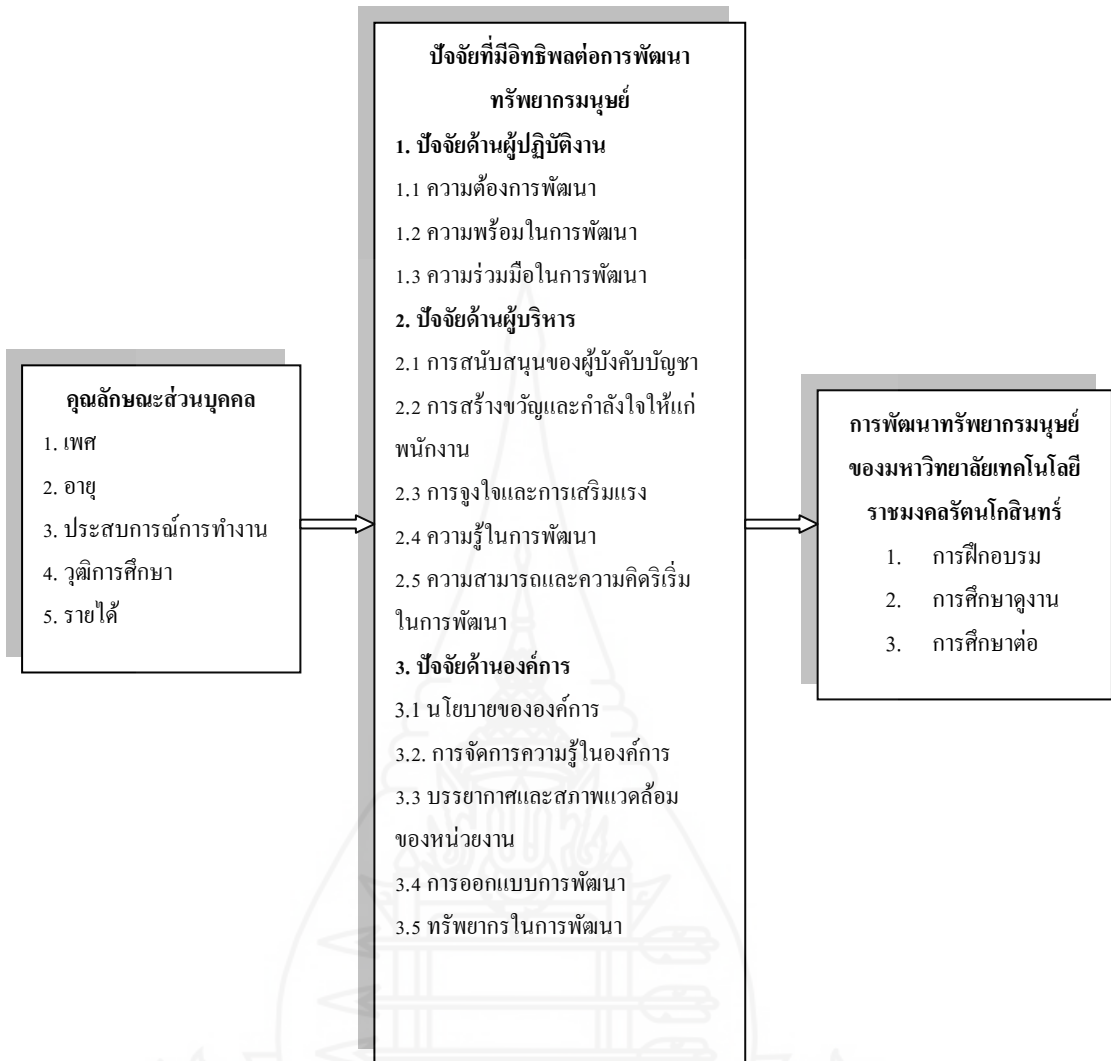 คุณลักษณะส่วนบุคคล
1. เพศ
2. อายุ
3. ประสบการณ์การทำงาน
4. วุฒิการศึกษา
5. รายได้
ปัจจัยที่มีอิทธิพลต่อการพัฒนา
ทรัพยากรมนุษย์
1. ปัจจัยด้านผู้ปฏิบัติงาน
1.1 ความต้องการพัฒนา
1.2 ความพร้อมในการพัฒนา
1.3 ความร่วมมือในการพัฒนา
2. ปัจจัยด้านผู้บริหาร
2.1 การสนับสนุนของผู้บังคับบัญชา
2.2 การสร้างขวัญและกำลังใจให้แก่
พนักงาน
2.3 การจูงใจและการเสริมแรง
2.4 ความรู้ในการพัฒนา
2.5 ความสามารถและความคิดริเริ่ม
ในการพัฒนา
3. ปัจจัยด้านองค์การ
3.1 นโยบายขององค์การ
3.2. การจัดการความรู้ในองค์การ
3.3 บรรยากาศและสภาพแวดล้อม
ของหน่วยงาน
3.4 การออกแบบการพัฒนา
3.5 ทรัพยากรในการพัฒนา
การพัฒนาทรัพยากรมนุษย์
ของมหาวิทยาลัยเทคโนโลยี
ราชมงคลรัตนโกสินทร์
1. การฝึกอบรม
2. การศึกษาดูงาน
3. การศึกษาต่อ